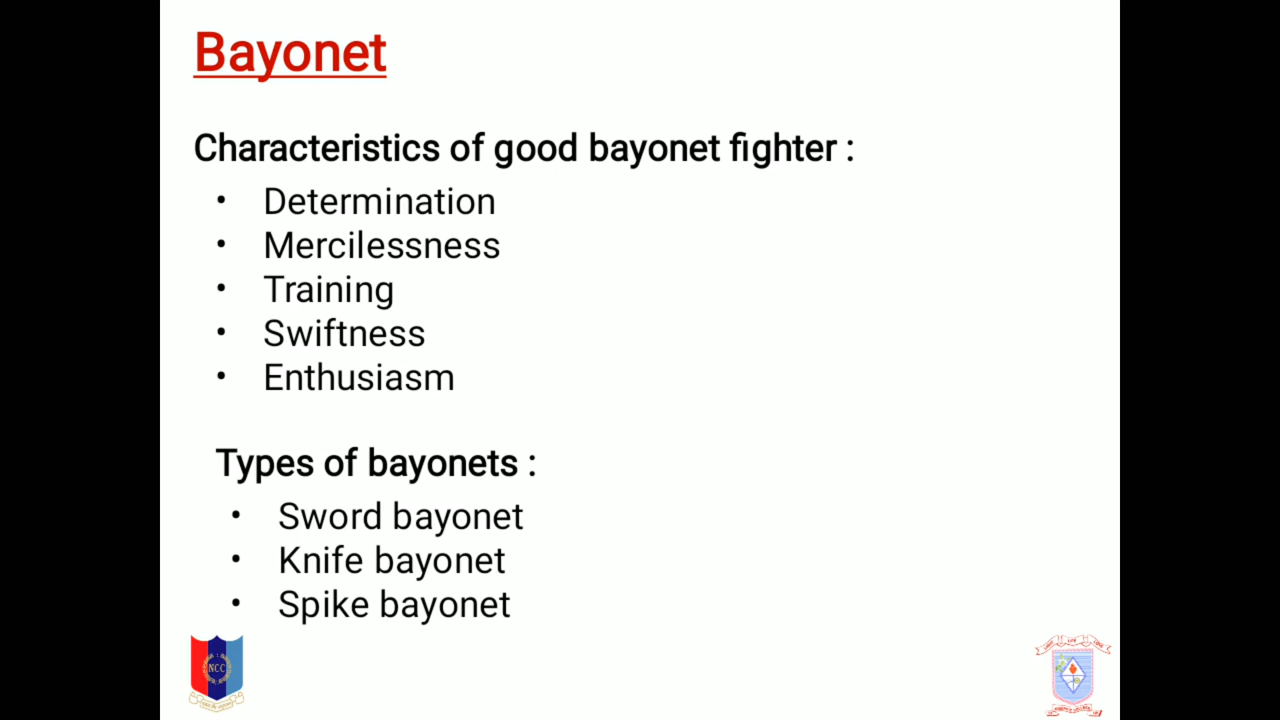 Bayonet
Characteristics of good bayonet fighter :
• Determination
• Mercilessness
• Training
• Swiftness
• Enthusiasm
Types of bayonets :
• Sword bayonet
• Knife bayonet
• Spike bayonet
NCC